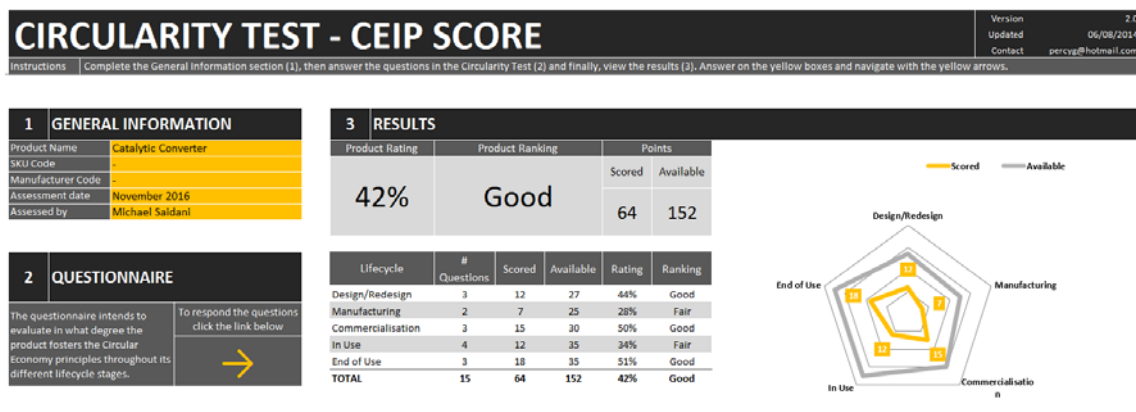 CIRCULARITY TEST - CEIP SCORE
Version 2.0
Updated 06/08/2014
Contact percyg@hotmail.com
Instructions Complete the General Information section (1), then answer the questions in the Circularity Test (2) and finally, view the results (3). Answer on the yellow boxes and navigate with the yellow arrows.
1 GENERAL INFORMATION
Product Name Catalytic Converter
SKU Code -
Manufacturer Code -
Assessment date November 2016
Assessed by Michael Saidani
2 QUESTIONNAIRE
The questionnaire intends to
evaluate in what degree the
product fosters the Circular
Economy principles throughout its
different lifecycle stages.
To respond the questions
click the link below
3 RESULTS
Product Rating Product Ranking Points
Scored Available
42% Good 64 152
Lifecycle # Questions Scored Available Rating Ranking
Design/Redesign 3 12 27 44% Good
Manufacturing 2 7 25 28% Fair
Commercialisation 3 15 30 50% Good
In Use 4 12 35 34% Fair
End of Use 3 18 35 51% Good
TOTAL 15 64 152 42% Good
Scored Available
Design/Redesign
12
End of Use
18
7
Manufacturing
12
15
In Use
Commercialisatio
n